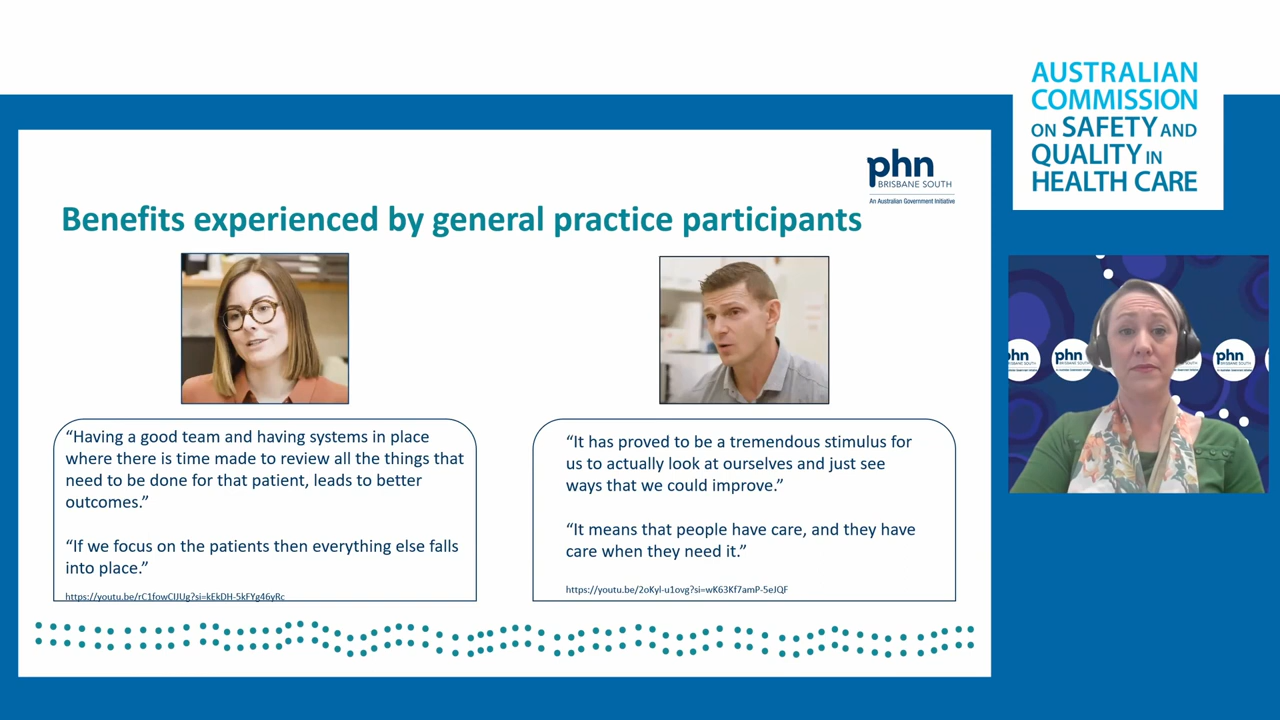 AUSTRALIAN
COMMISSION
ON SAFETY AND
QUALITY IN
HEALTH CARE
phn
BRISBANE SOUTH
An Australian Government Initiative
Benefits experienced by general practice participants
“Having a good team and having systems in place
where there is time made to review all the things that
need to be done for that patient, leads to better
outcomes.”
“If we focus on the patients then everything else falls
into place.”
https://youtu.be/rC1fowCIJUg?si=kEkDH-5kFYg46yRc
“It has proved to be a tremendous stimulus for
us to actually look at ourselves and just see
ways that we could improve.”
“It means that people have care, and they have
care when they need it.”
https://youtu.be/2oKyl-u1ovg?si=wK63Kf7amP-5eJQF
phn
phn
phn